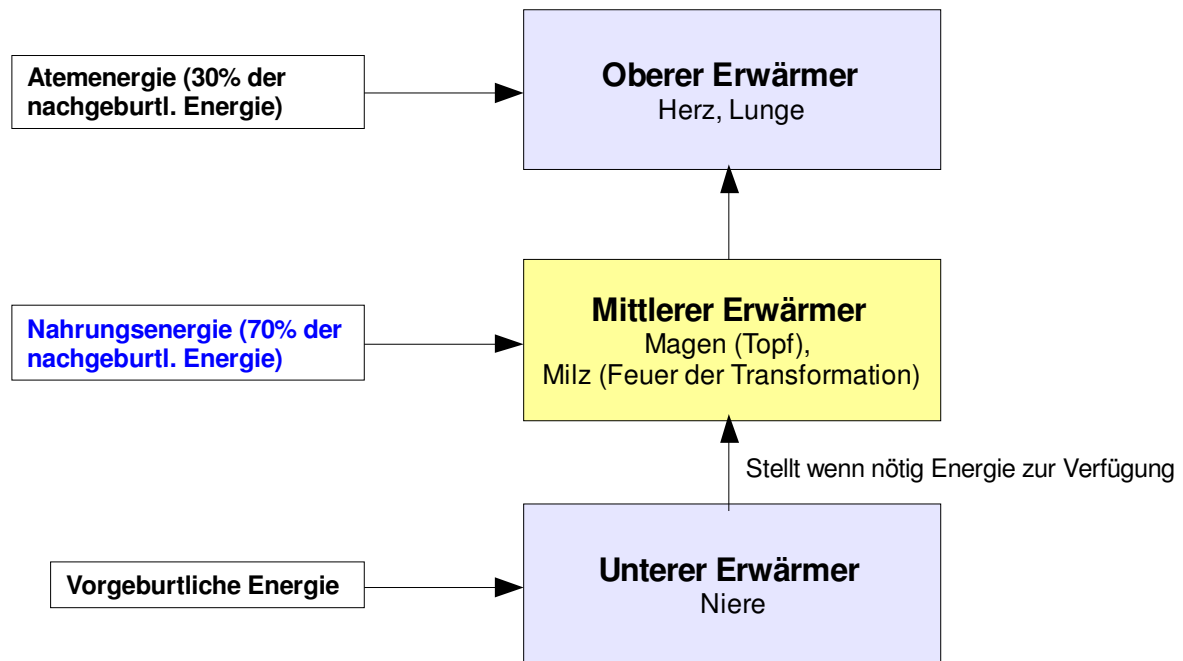 Atemenergie (30% der
nachgeburtl. Energie)
Oberer Erwärmer
Herz, Lunge
Nahrungsenergie (70% der
nachgeburtl. Energie)
Mittlerer Erwärmer
Magen (Topf),
Milz (Feuer der Transformation)
Stellt wenn nötig Energie zur Verfügung
Vorgeburtliche Energie
Unterer Erwärmer
Niere